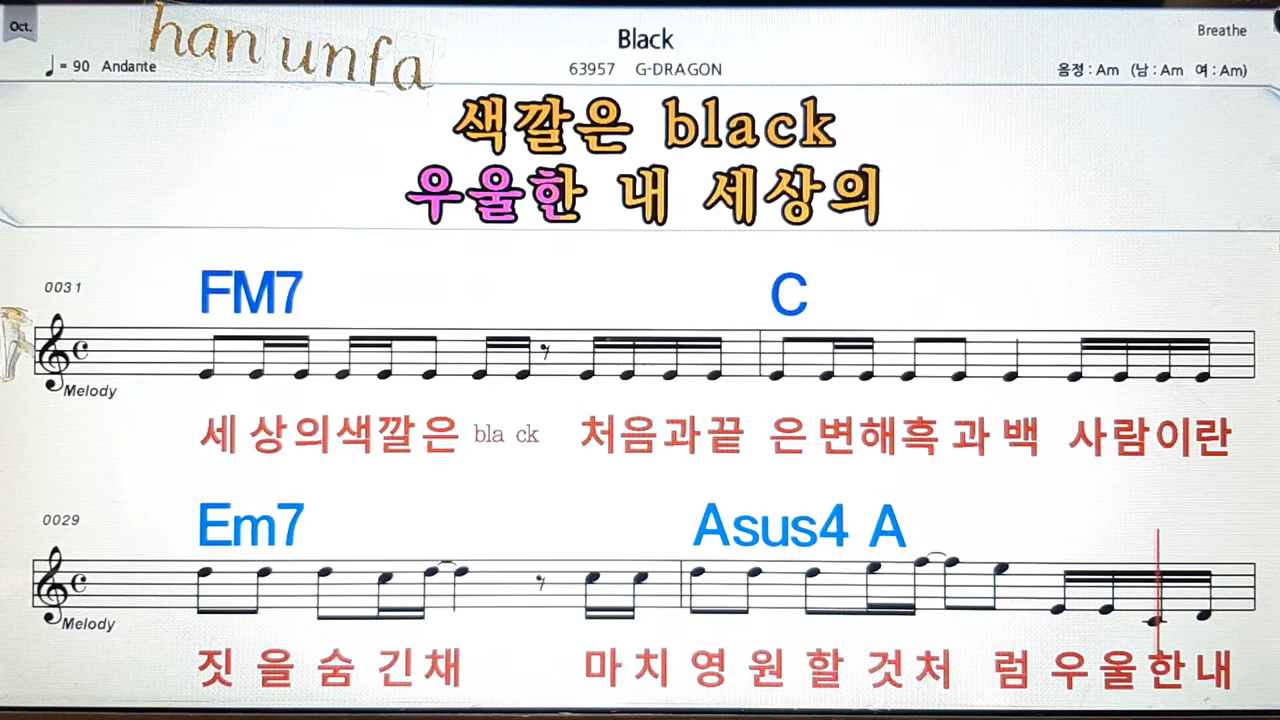 Oct.
han unfa
Black
Breathe
♩= 90 Andante
63957 G-DRAGON
음정 : Am (남 : Am 여 : Am)
색깔은 black
우울한 내 세상의
0031
FM7 C
Melody
세 상의색깔은 bla ck 처음과끝 은 변해흑 과 백 사람이란
0029
Em7 Asus4 A
Melody
짓 을 숨 긴채 마 치 영 원 할 것처 럼 우울한내